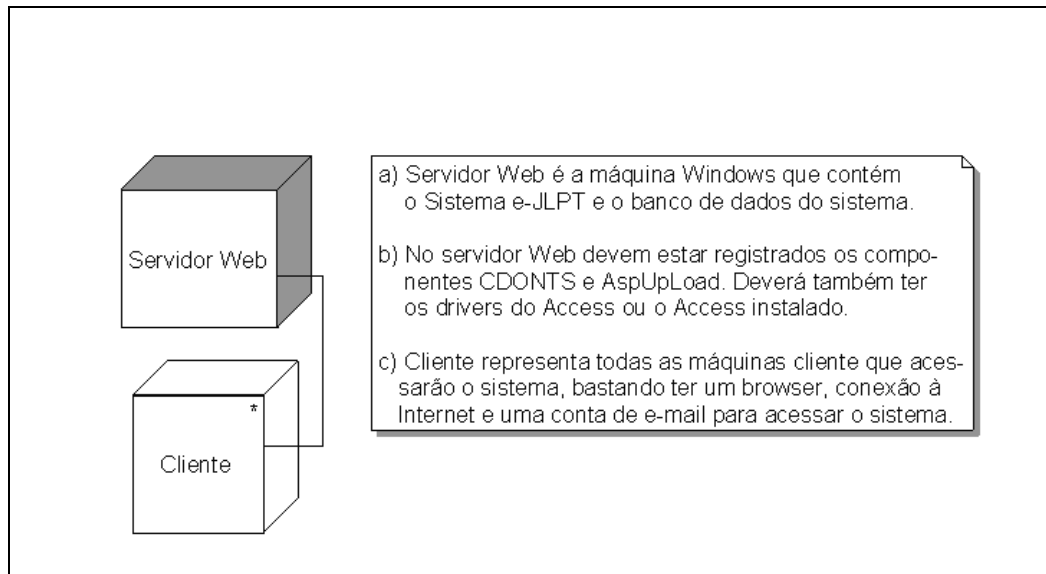 Servidor Web
*
Cliente
a) Servidor Web é a máquina Windows que contém
o Sistema e-JLPT e o banco de dados do sistema.
b) No servidor Web devem estar registrados os compo-
nentes CDONTS e AspUpLoad. Deverá também ter
os drivers do Access ou o Access instalado.
c) Cliente representa todas as máquinas cliente que aces-
sarão o sistema, bastando ter um browser, conexão à
Internet e uma conta de e-mail para acessar o sistema.